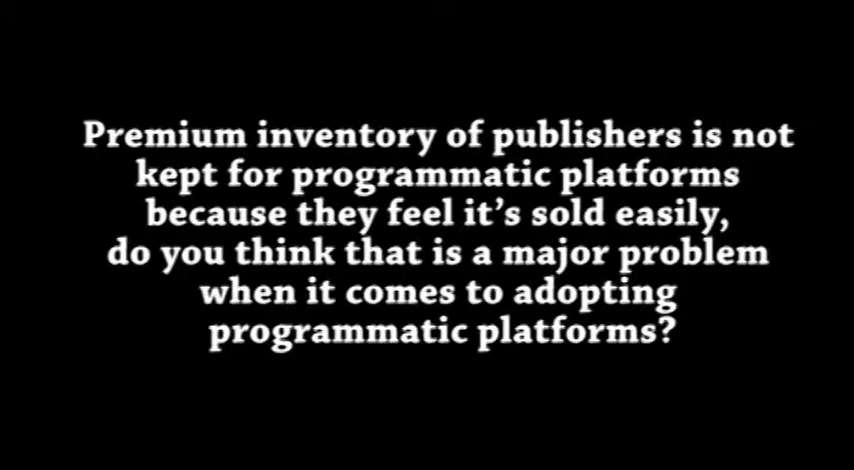 Premium inventory of publishers is not
kept for programmatic platforms
because they feel it’s sold easily,
do you think that is a major problem
when it comes to adopting
programmatic platforms?